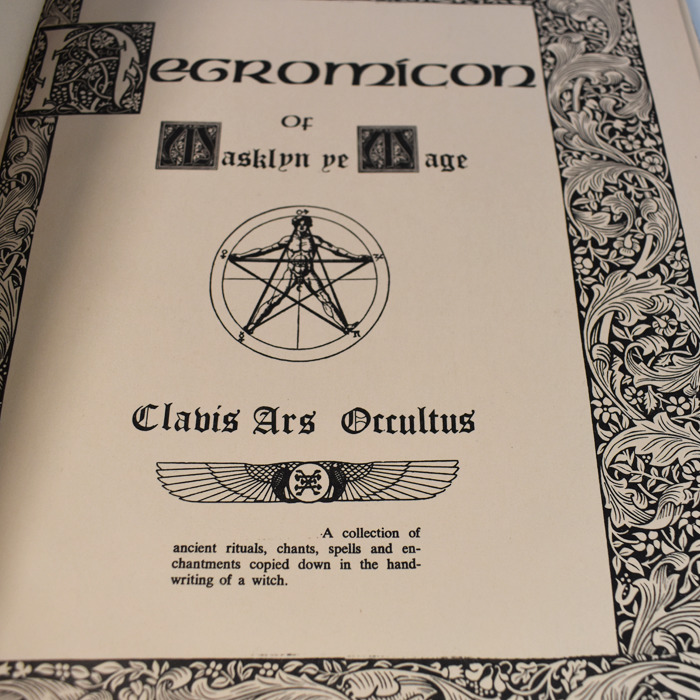 Negromicon
Of
Masklyn ye Mage
Clavis Ars Occultus
A collection of
ancient rituals, chants, spells and en-
chantments copied down in the hand-
writing of a witch.